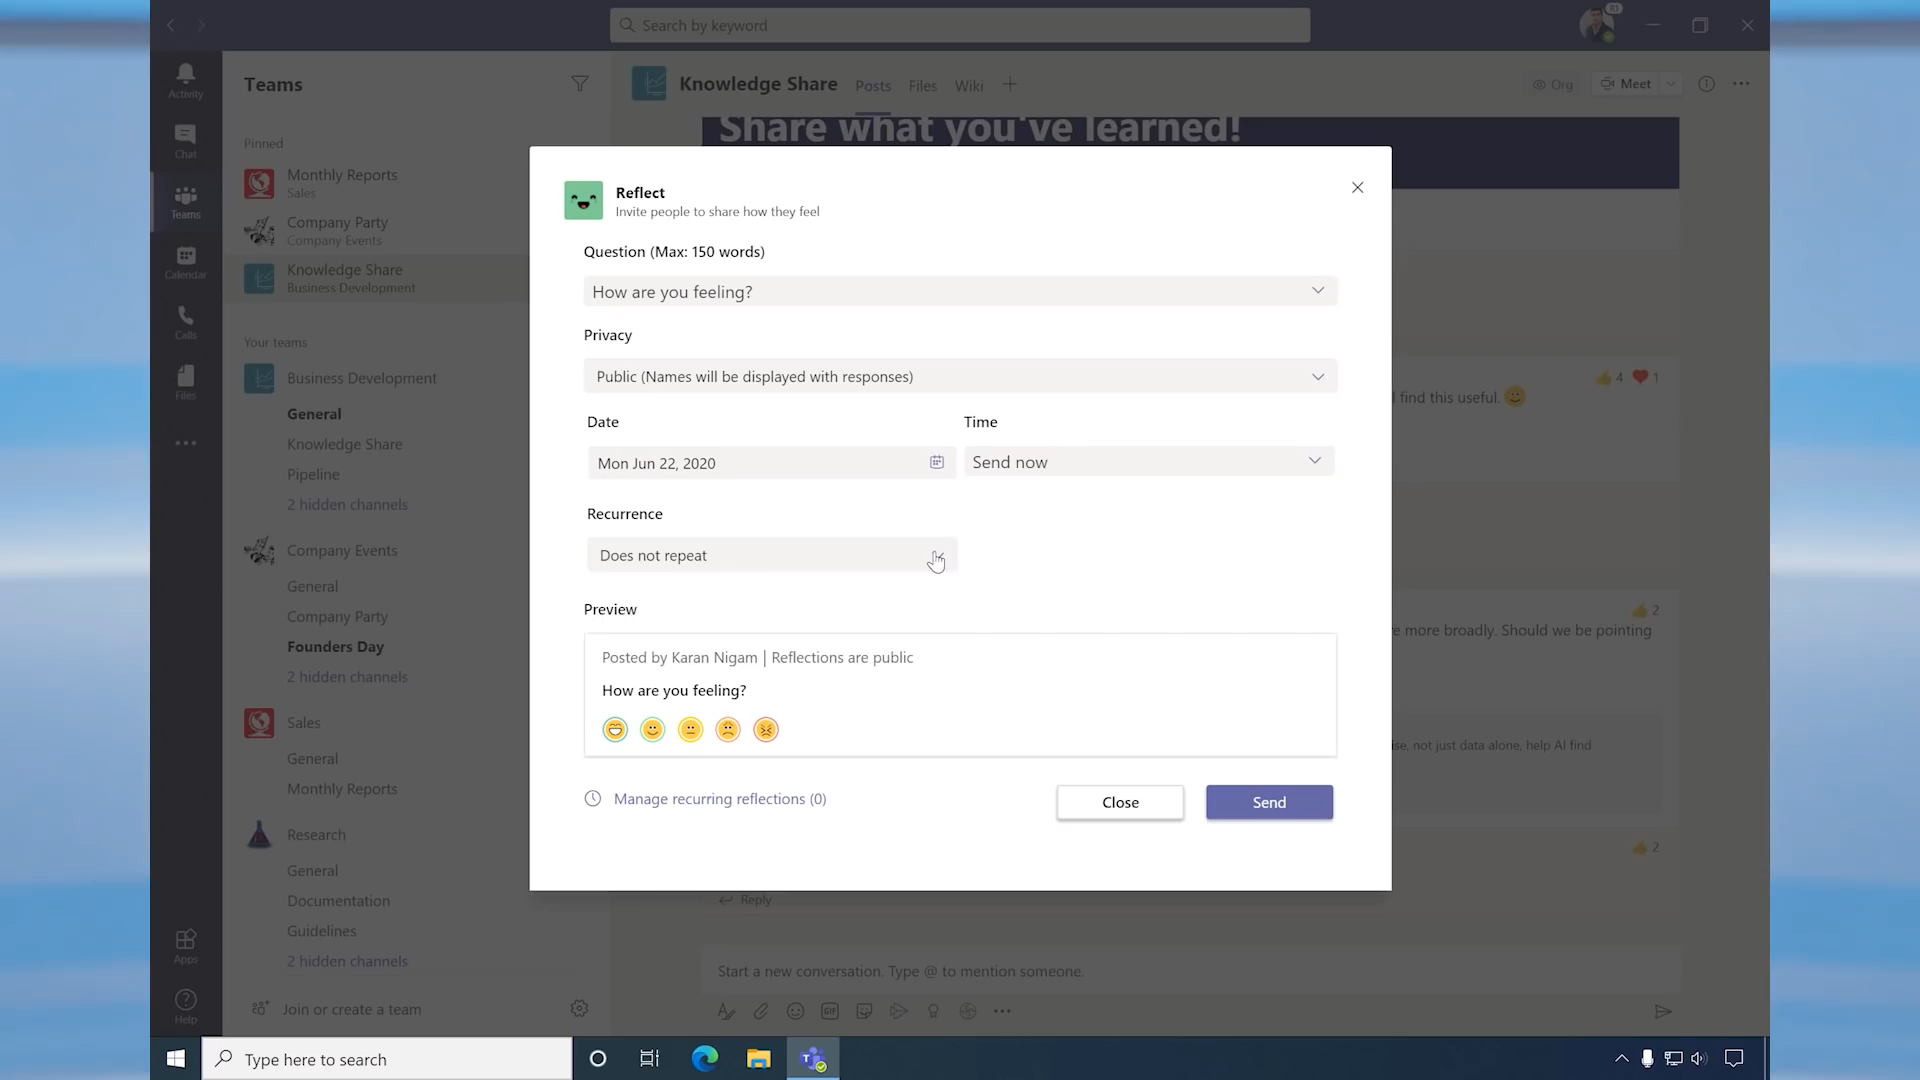 Search by keyword
81
Activity
Chat
Teams
Calendar
Calls
Files
Apps
Help
Teams
Pinned
Monthly Reports
Sales
Company Party
Company Events
Knowledge Share
Business Development
Your teams
Business Development
General
Knowledge Share
Pipeline
2 hidden channels
Company Events
General
Company Party
Founders Day
2 hidden channels
Sales
General
Monthly Reports
Research
General
Documentation
Guidelines
2 hidden channels
Join or create a team
Knowledge Share
Posts
Files
Wiki
Org
Meet
Share what you've learned!
4
1
I find this useful.
2
e more broadly. Should we be pointing
ise, not just data alone, help AI find
2
Reply
Start a new conversation. Type @ to mention someone.
GIF
Reflect
Invite people to share how they feel
Question (Max: 150 words)
How are you feeling?
Privacy
Public (Names will be displayed with responses)
Date
Time
Mon Jun 22, 2020
Send now
Recurrence
Does not repeat
Preview
Posted by Karan Nigam | Reflections are public
How are you feeling?
Manage recurring reflections (0)
Close
Send
Type here to search